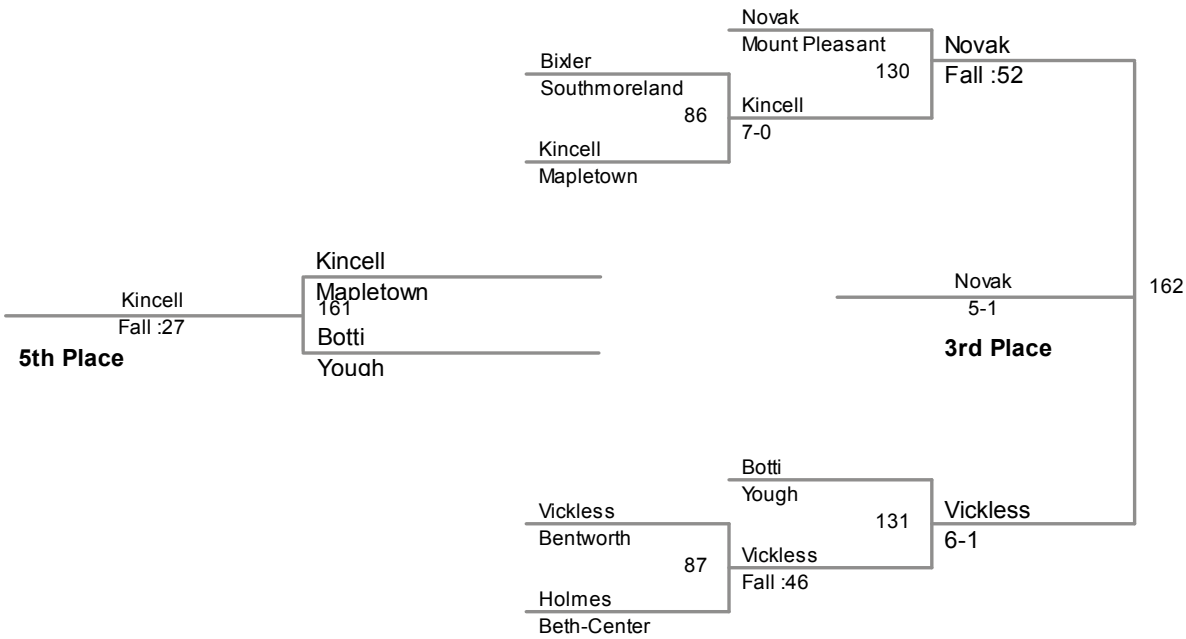 Novak
Mount Pleasant
130
Novak
Fall :52
Bixler
Southmoreland
86
Kincell
7-0
Kincell
Mapletown
Kincell
Mapletown
161
Kincell
Fall :27
5th Place
Botti
Yough
Novak
5-1
162
3rd Place
Botti
Yough
131
Vickless
6-1
Vickless
Bentworth
87
Vickless
Fall :46
Holmes
Beth-Center